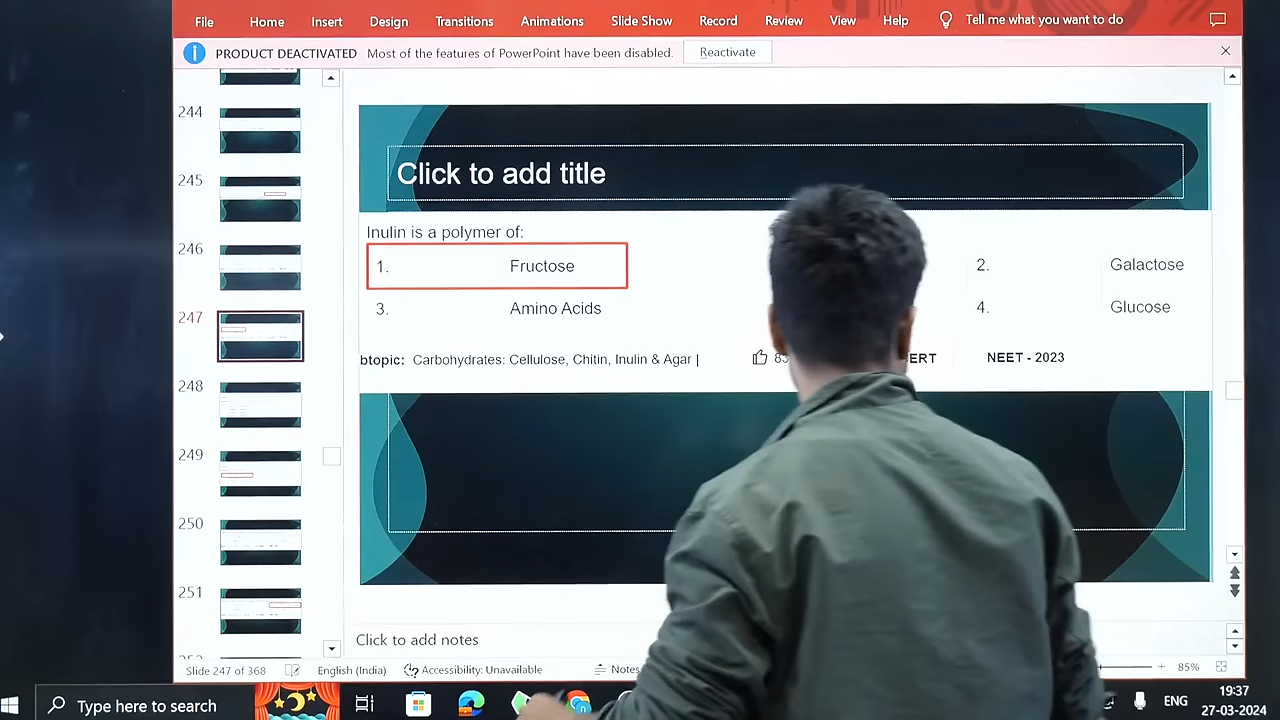 File Home Insert Design Transitions Animations Slide Show Record Review View Help Tell me what you want to do
PRODUCT DEACTIVATED Most of the features of PowerPoint have been disabled. Reactivate
244
245
246
247
248
249
250
251
Click to add title
Inulin is a polymer of:
1. Fructose 2. Galactose
3. Amino Acids 4. Glucose
btopic: Carbohydrates: Cellulose, Chitin, Inulin & Agar | ERT NEET - 2023
Click to add notes
Slide 247 of 368 English (India) Accessibility: Unavailable Notes 85%
Type here to search ENG 19:37
27-03-2024